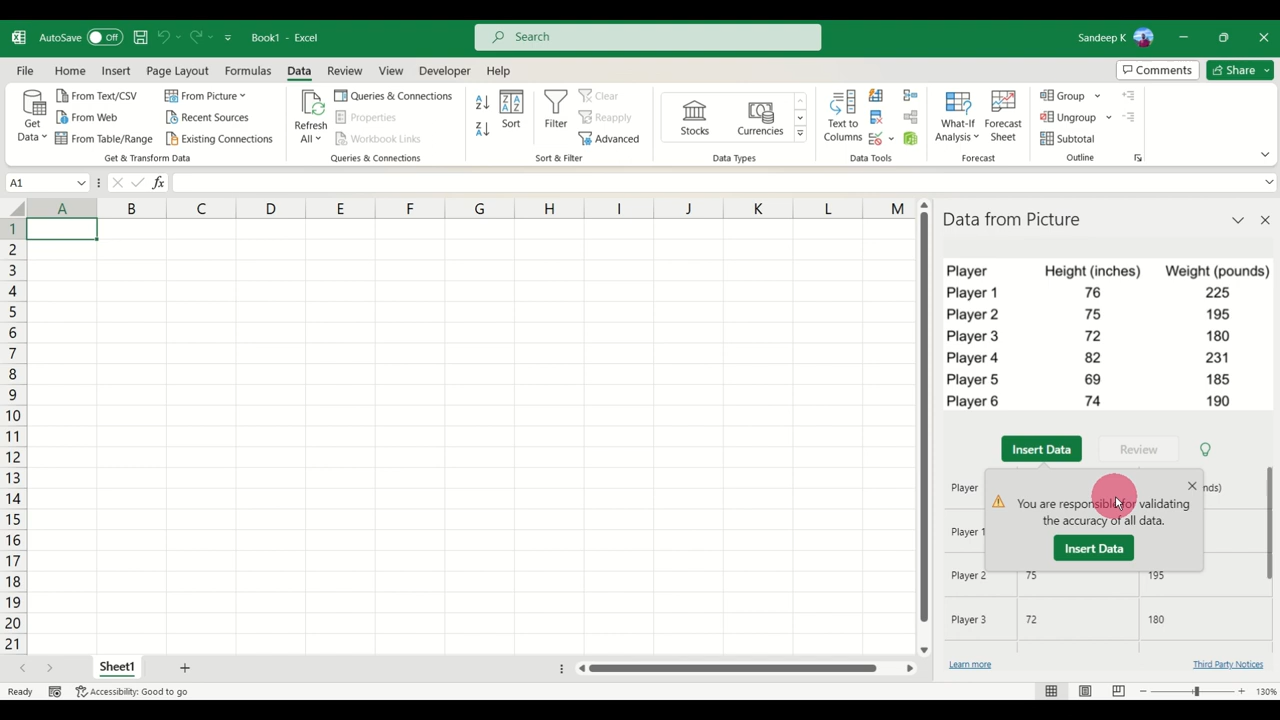 AutoSave Off Book1 - Excel Search Sandeep K
File Home Insert Page Layout Formulas Data Review View Developer Help Comments Share
Get Data
From Text/CSV
From Web
From Table/Range
From Picture
Recent Sources
Existing Connections
Get & Transform Data
Refresh All
Queries & Connections
Properties
Workbook Links
Queries & Connections
Sort
Filter
Clear
Reapply
Advanced
Sort & Filter
Stocks
Currencies
Data Types
Text to Columns
Data Tools
What-If Analysis
Forecast Sheet
Forecast
Group
Ungroup
Subtotal
Outline
A1 fx
A B C D E F G H I J K L M
1
2
3
4
5
6
7
8
9
10
11
12
13
14
15
16
17
18
19
20
21
Data from Picture
Player Height (inches) Weight (pounds)
Player 1 76 225
Player 2 75 195
Player 3 72 180
Player 4 82 231
Player 5 69 185
Player 6 74 190
Insert Data Review
Player nds)
You are responsible for validating
the accuracy of all data.
Insert Data
Player 1
Player 2 75 195
Player 3 72 180
Learn more Third Party Notices
Sheet1
Ready Accessibility: Good to go 130%